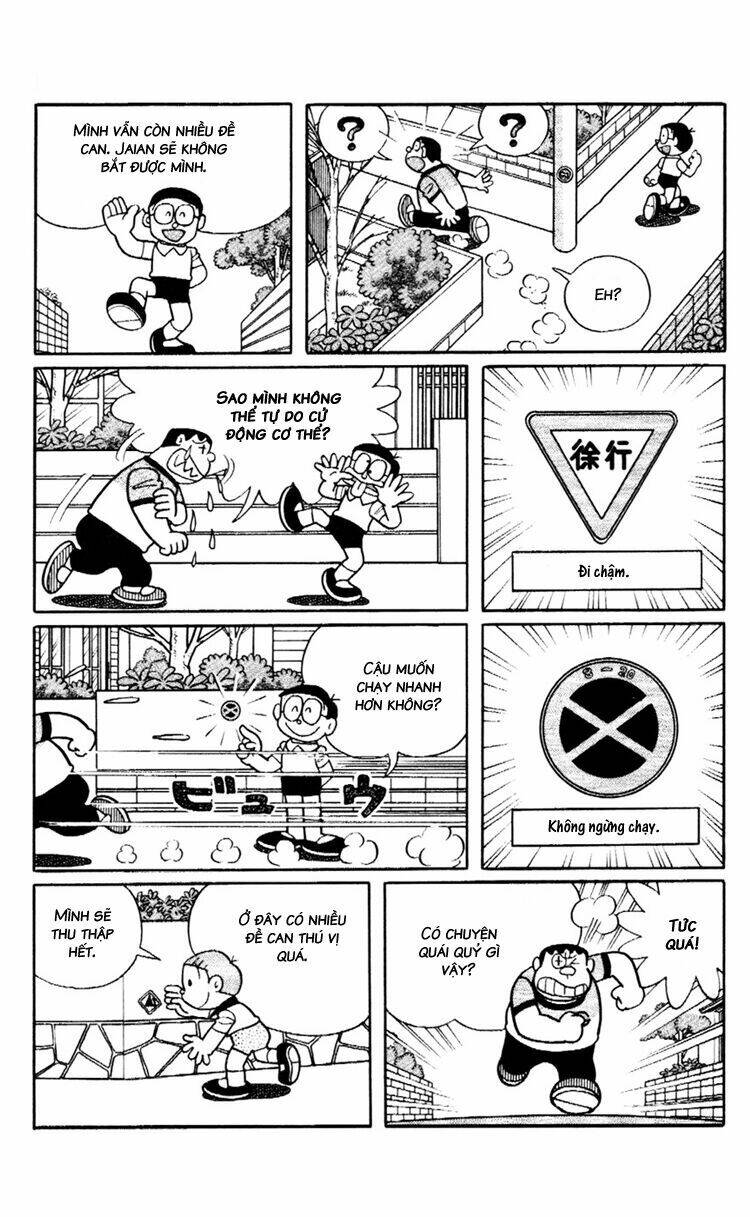 MÌNH VẪN CÒN NHIỀU ĐỀ
CAN. JAIAN SẼ KHÔNG
BẮT ĐƯỢC MÌNH.
?
?
EH?
SAO MÌNH KHÔNG
THỂ TỰ DO CỬ
ĐỘNG CƠ THỂ?
徐行
Đi chậm.
CẬU MUỐN
CHẠY NHANH
HƠN KHÔNG?
ビュウ
8-20
Không ngừng chạy.
MÌNH SẼ
THU THẬP
HẾT.
Ở ĐÂY CÓ NHIỀU
ĐỀ CAN THÚ VỊ
QUÁ.
CÓ CHUYỆN
QUÁI QUỶ GÌ
VẬY?
TỨC
QUÁ!